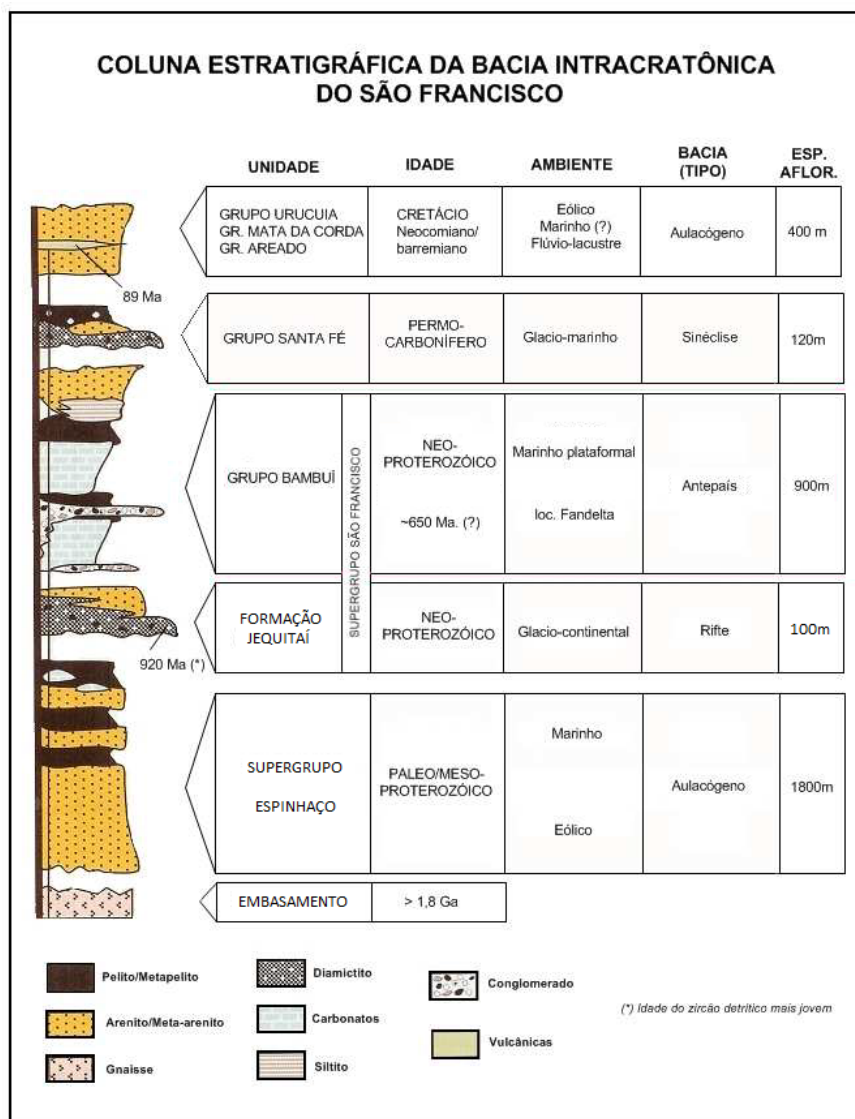 COLUNA ESTRATIGRÁFICA DA BACIA INTRACRATÔNICA
DO SÃO FRANCISCO
UNIDADE
IDADE
AMBIENTE
BACIA
(TIPO)
ESP.
AFLOR.
GRUPO URUCUIA
GR. MATA DA CORDA
GR. AREADO
CRETÁCIO
Neocomiano/
barremiano
Eólico
Marinho (?)
Flúvio-lacustre
Aulacógeno
400 m
89 Ma
GRUPO SANTA FÉ
PERMO-
CARBONÍFERO
Glacio-marinho
Sinéclise
120m
GRUPO BAMBUÍ
SUPERGRUPO SÃO FRANCISCO
NEO-
PROTEROZÓICO
~650 Ma. (?)
Marinho plataformal
loc. Fandelta
Antepaís
900m
FORMAÇÃO
JEQUITAÍ
NEO-
PROTEROZÓICO
Glacio-continental
Rifte
100m
920 Ma (*)
SUPERGRUPO
ESPINHAÇO
PALEO/MESO-
PROTEROZÓICO
Marinho
Eólico
Aulacógeno
1800m
EMBASAMENTO
> 1,8 Ga
Pelito/Metapelito
Diamictito
Conglomerado
(*) Idade do zircão detrítico mais jovem
Arenito/Meta-arenito
Carbonatos
Vulcânicas
Gnaisse
Siltito